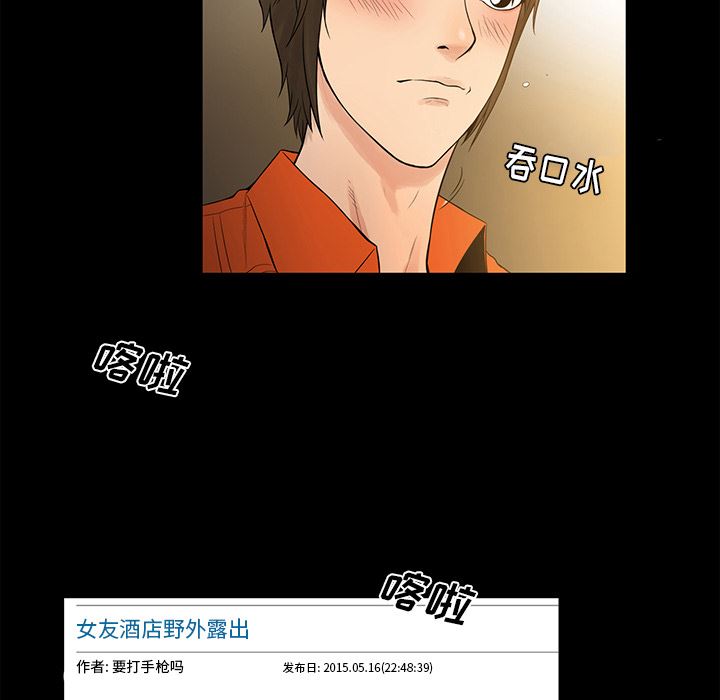 吞口水
喀啦
喀啦
女友酒店野外露出
作者: 要打手枪吗
发布日: 2015.05.16(22:48:39)